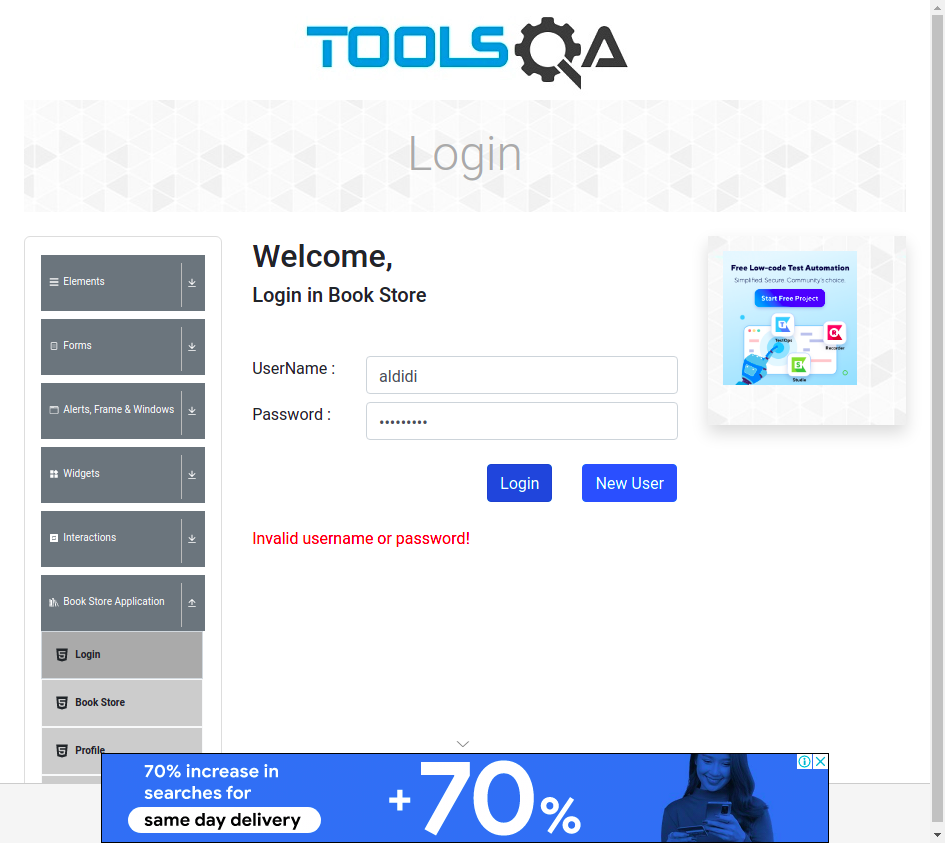 TOOLSQA
Login
Elements
Forms
Alerts, Frame & Windows
Widgets
Interactions
Book Store Application
Login
Book Store
Profile
Welcome,
Login in Book Store
UserName :
aldidi
Password :
•••••••••
Login
New User
Invalid username or password!
Free Low-code Test Automation
Simplified. Secure. Community's choice.
Start Free Project
TestOps
Recorder
Studio
70% increase in
searches for
same day delivery
+70%